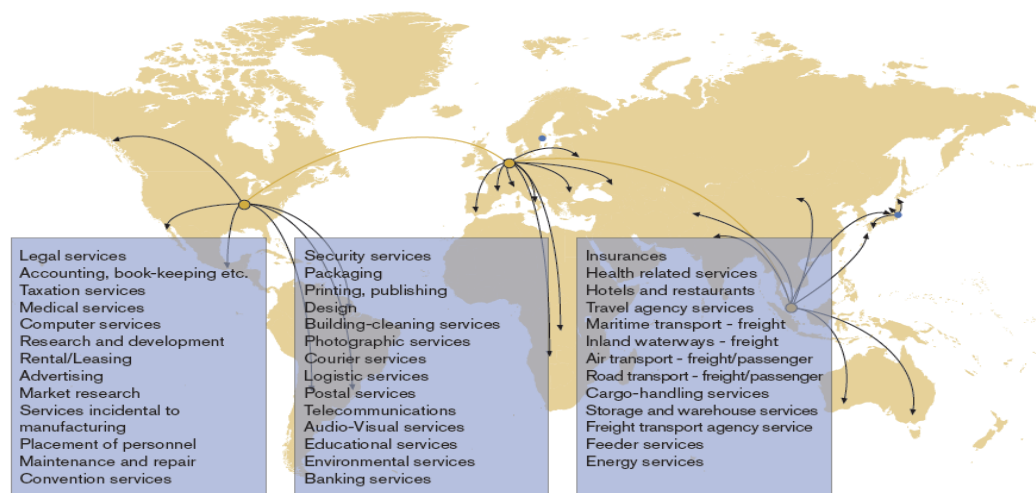 Legal services
Accounting, book-keeping etc.
Taxation services
Medical services
Computer services
Research and development
Rental/Leasing
Advertising
Market research
Services incidental to
manufacturing
Placement of personnel
Maintenance and repair
Convention services
Security services
Packaging
Printing, publishing
Design
Building-cleaning services
Photographic services
Courier services
Logistic services
Postal services
Telecommunications
Audio-Visual services
Educational services
Environmental services
Banking services
Insurances
Health related services
Hotels and restaurants
Travel agency services
Maritime transport - freight
Inland waterways - freight
Air transport - freight/passenger
Road transport - freight/passenger
Cargo-handling services
Storage and warehouse services
Freight transport agency service
Feeder services
Energy services